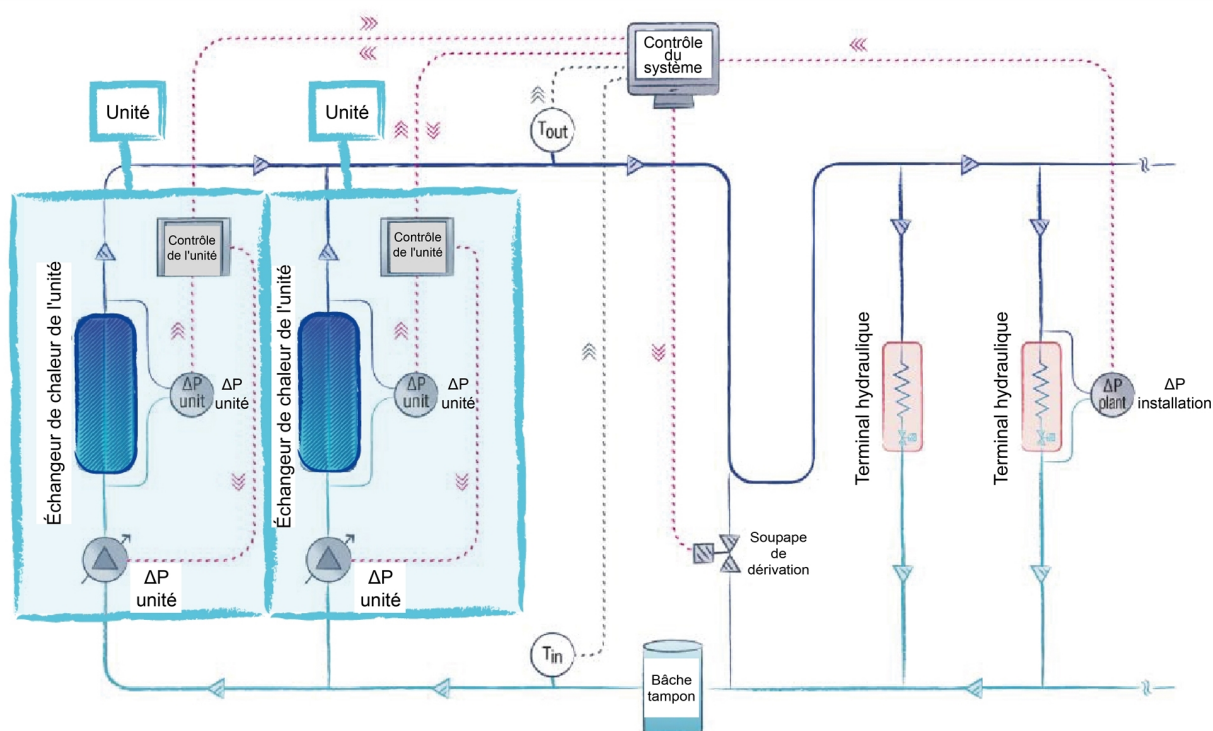 Contrôle
du
système
Unité
Unité
Tout
Contrôle
de l'unité
Contrôle
de l'unité
Échangeur de chaleur de l'unité
ΔP
unit
ΔP
unité
Échangeur de chaleur de l'unité
ΔP
unit
ΔP
unité
Terminal hydraulique
Terminal hydraulique
ΔP
plant
ΔP
installation
Soupape
de
dérivation
ΔP
unité
ΔP
unité
Tin
Bâche
tampon